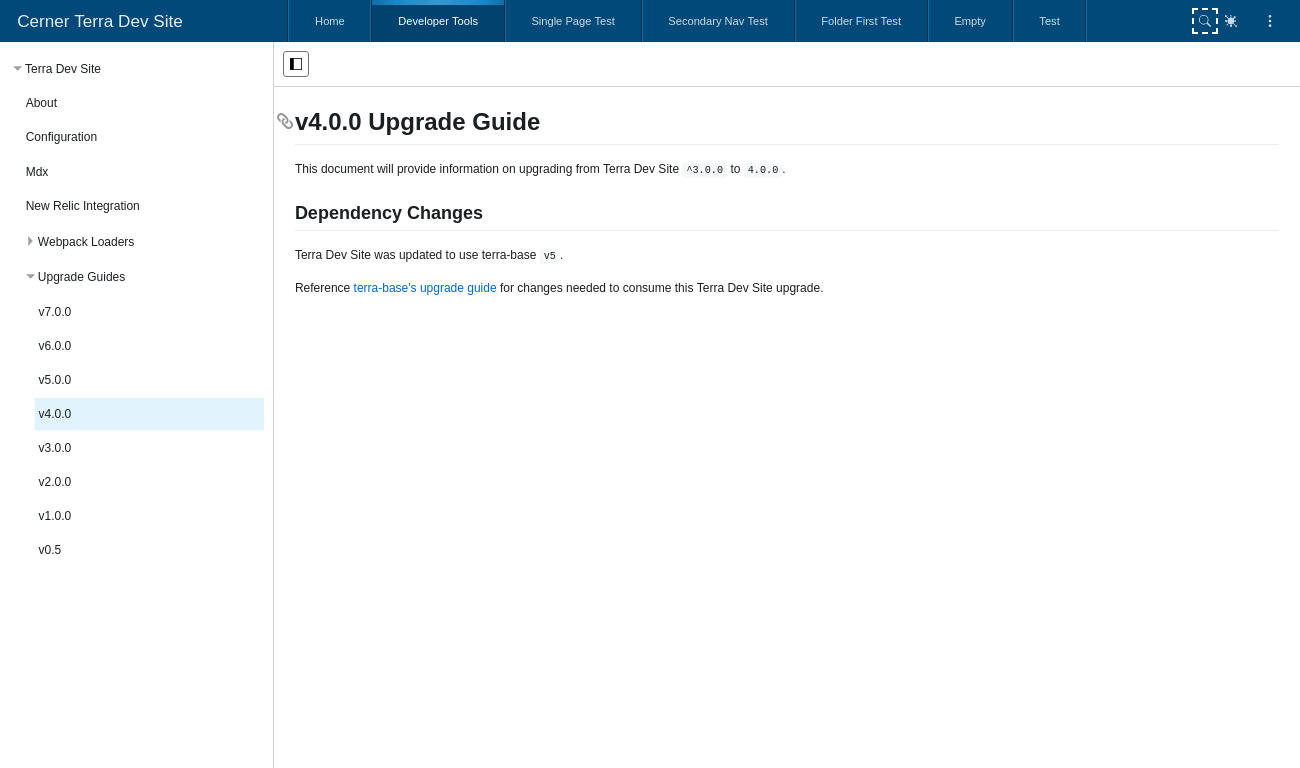 Cerner Terra Dev Site
Home
Developer Tools
Single Page Test
Secondary Nav Test
Folder First Test
Empty
Test
Terra Dev Site
About
Configuration
Mdx
New Relic Integration
Webpack Loaders
Upgrade Guides
v7.0.0
v6.0.0
v5.0.0
v4.0.0
v3.0.0
v2.0.0
v1.0.0
v0.5
v4.0.0 Upgrade Guide
This document will provide information on upgrading from Terra Dev Site ^3.0.0 to 4.0.0.
Dependency Changes
Terra Dev Site was updated to use terra-base v5.
Reference terra-base's upgrade guide for changes needed to consume this Terra Dev Site upgrade.